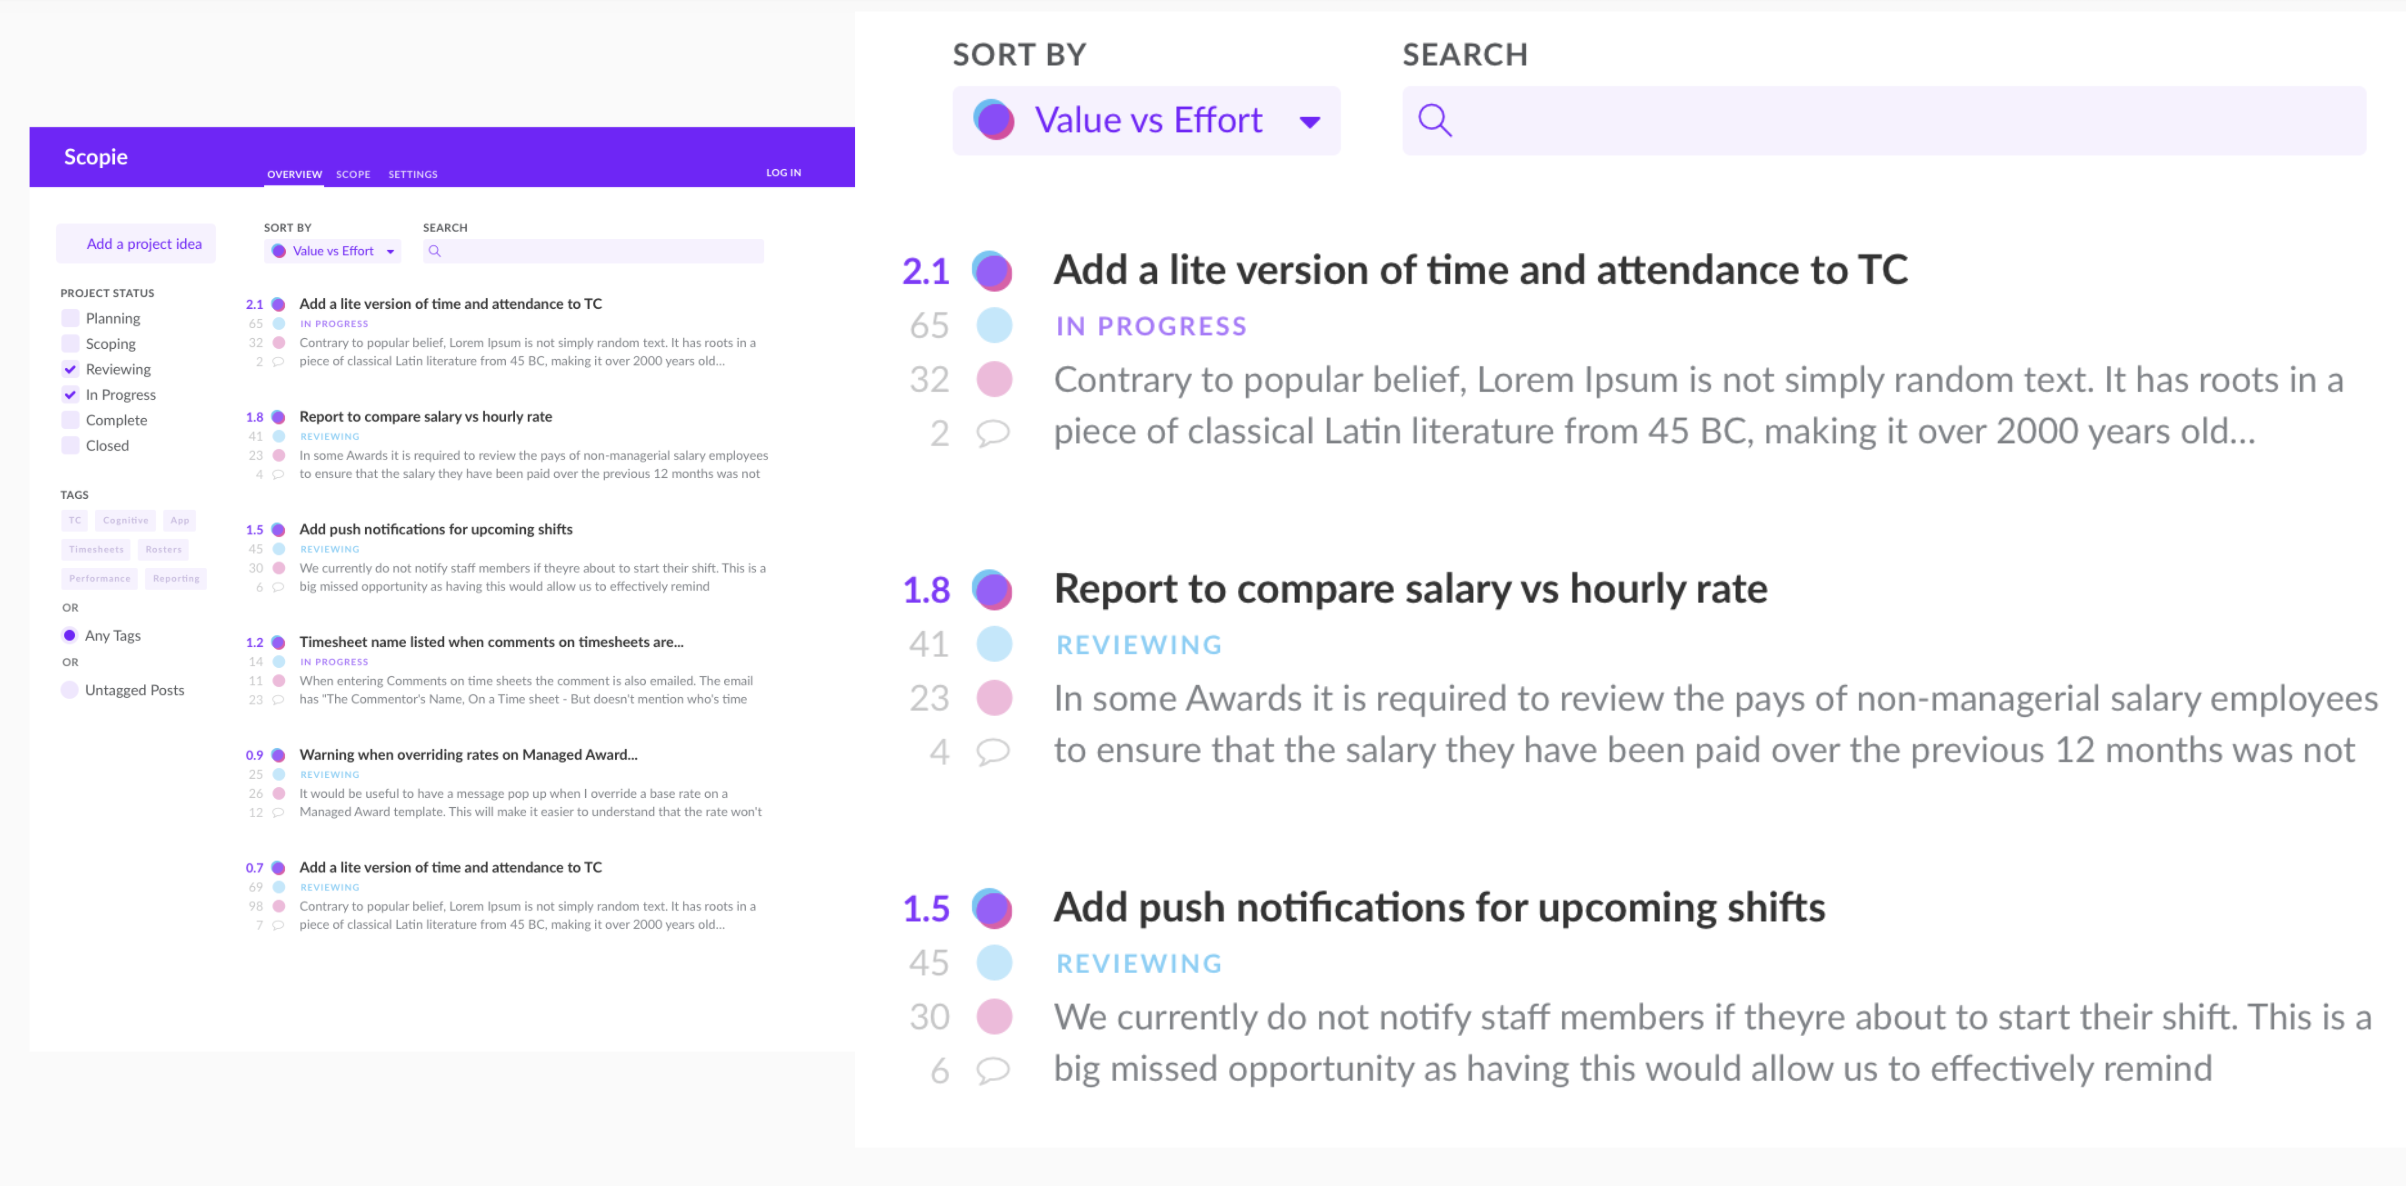 Scopie
OVERVIEW SCOPE SETTINGS
LOG IN
Add a project idea
PROJECT STATUS
Planning
Scoping
Reviewing
In Progress
Complete
Closed
TAGS
TC Cognitive App
Timesheets Rosters
Performance Reporting
OR
Any Tags
OR
Untagged Posts
SORT BY SEARCH
Value vs Effort
2.1 Add a lite version of time and attendance to TC
65 IN PROGRESS
32 Contrary to popular belief, Lorem Ipsum is not simply random text. It has roots in a
2 piece of classical Latin literature from 45 BC, making it over 2000 years old...
1.8 Report to compare salary vs hourly rate
41 REVIEWING
23 In some Awards it is required to review the pays of non-managerial salary employees
4 to ensure that the salary they have been paid over the previous 12 months was not
1.5 Add push notifications for upcoming shifts
45 REVIEWING
30 We currently do not notify staff members if theyre about to start their shift. This is a
6 big missed opportunity as having this would allow us to effectively remind
1.2 Timesheet name listed when comments on timesheets are...
14 IN PROGRESS
11 When entering Comments on time sheets the comment is also emailed. The email
23 has "The Commentor's Name, On a Time sheet - But doesn't mention who's time
0.9 Warning when overriding rates on Managed Award...
25 REVIEWING
26 It would be useful to have a message pop up when I override a base rate on a
12 Managed Award template. This will make it easier to understand that the rate won't
0.7 Add a lite version of time and attendance to TC
69 REVIEWING
98 Contrary to popular belief, Lorem Ipsum is not simply random text. It has roots in a
7 piece of classical Latin literature from 45 BC, making it over 2000 years old...
SORT BY SEARCH
Value vs Effort
2.1 Add a lite version of time and attendance to TC
65 IN PROGRESS
32 Contrary to popular belief, Lorem Ipsum is not simply random text. It has roots in a
2 piece of classical Latin literature from 45 BC, making it over 2000 years old...
1.8 Report to compare salary vs hourly rate
41 REVIEWING
23 In some Awards it is required to review the pays of non-managerial salary employees
4 to ensure that the salary they have been paid over the previous 12 months was not
1.5 Add push notifications for upcoming shifts
45 REVIEWING
30 We currently do not notify staff members if theyre about to start their shift. This is a
6 big missed opportunity as having this would allow us to effectively remind